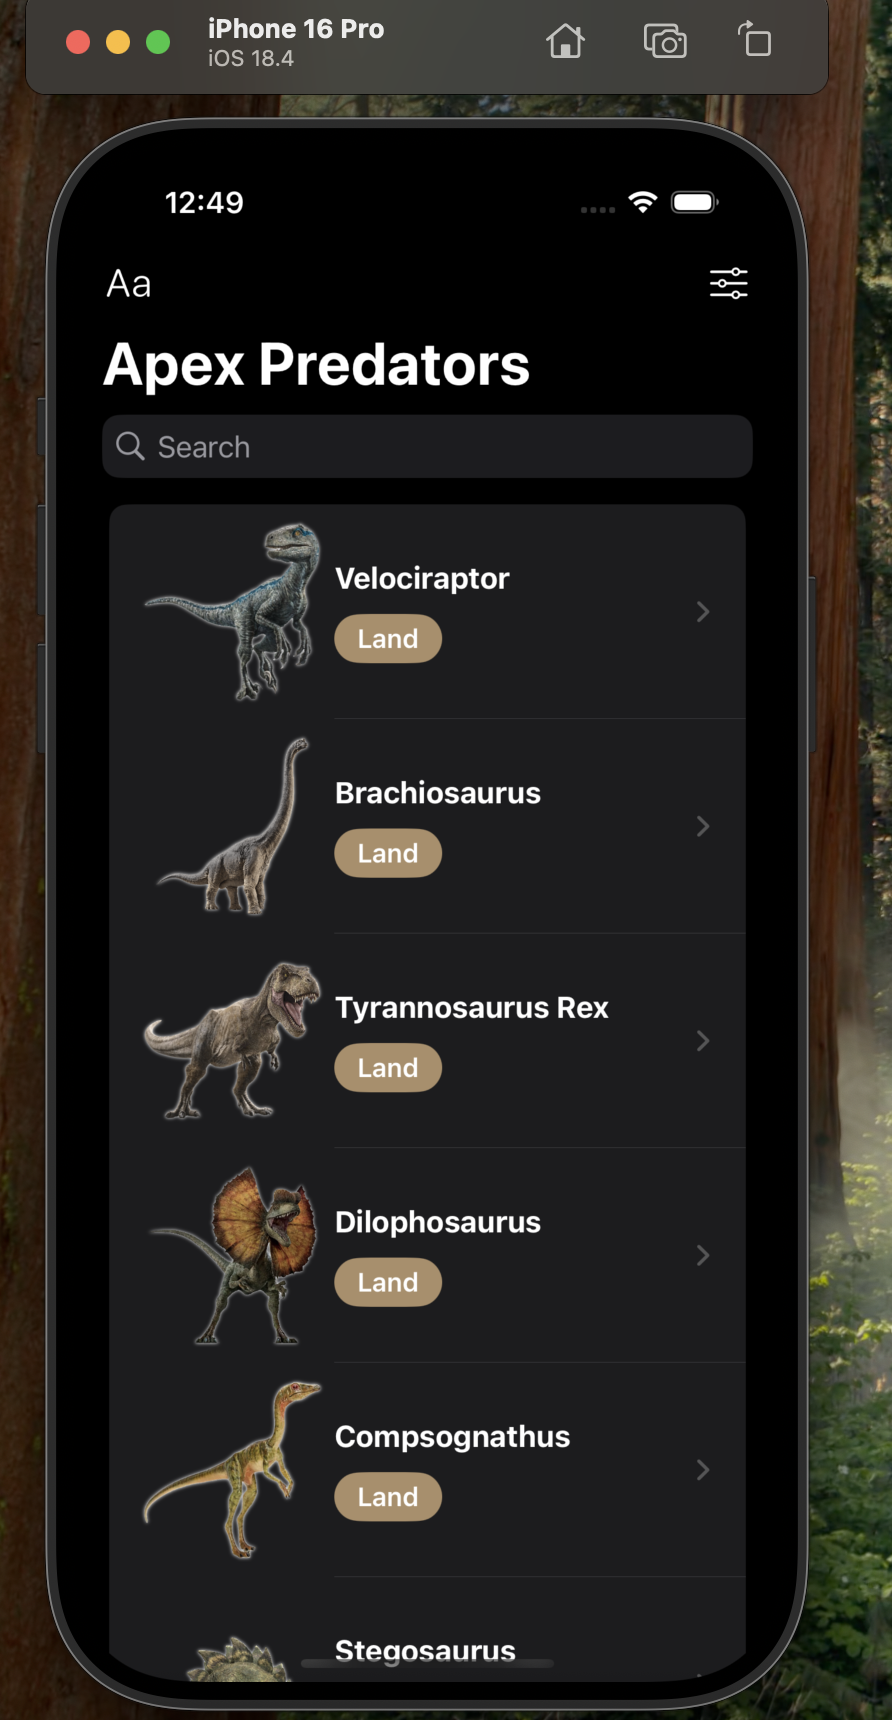 iPhone 16 Pro
iOS 18.4
12:49
Aa
Apex Predators
Search
Velociraptor
Land
Brachiosaurus
Land
Tyrannosaurus Rex
Land
Dilophosaurus
Land
Compsognathus
Land
Stegosaurus